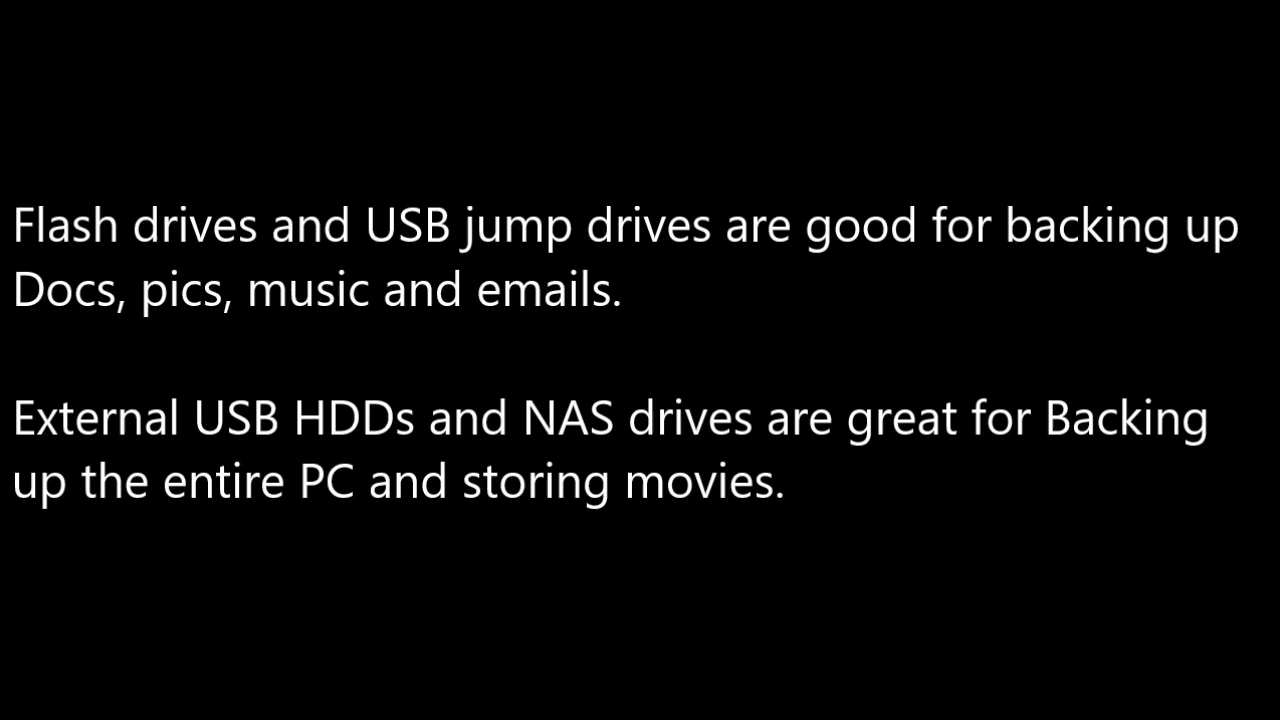 Flash drives and USB jump drives are good for backing up
Docs, pics, music and emails.
External USB HDDs and NAS drives are great for Backing
up the entire PC and storing movies.